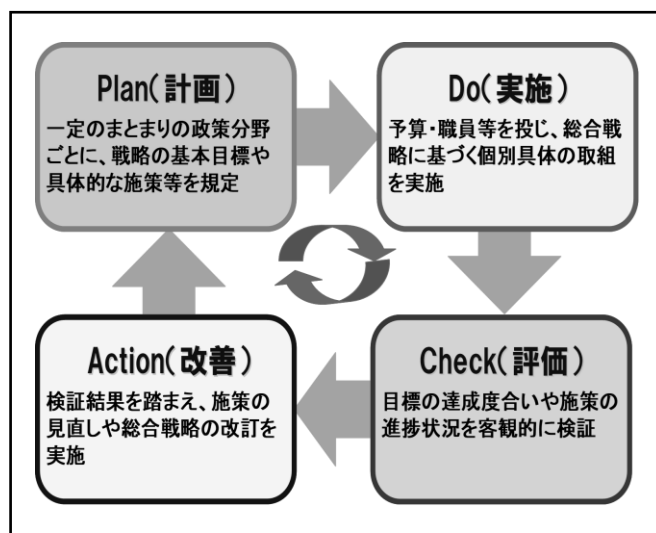 Plan(計画)
一定のまとまりの政策分野
ごとに、戦略の基本目標や
具体的な施策等を規定
Do(実施)
予算・職員等を投じ、総合戦
略に基づく個別具体の取組
を実施
Check(評価)
目標の達成度合いや施策の
進捗状況を客観的に検証
Action(改善)
検証結果を踏まえ、施策の
見直しや総合戦略の改訂を
実施